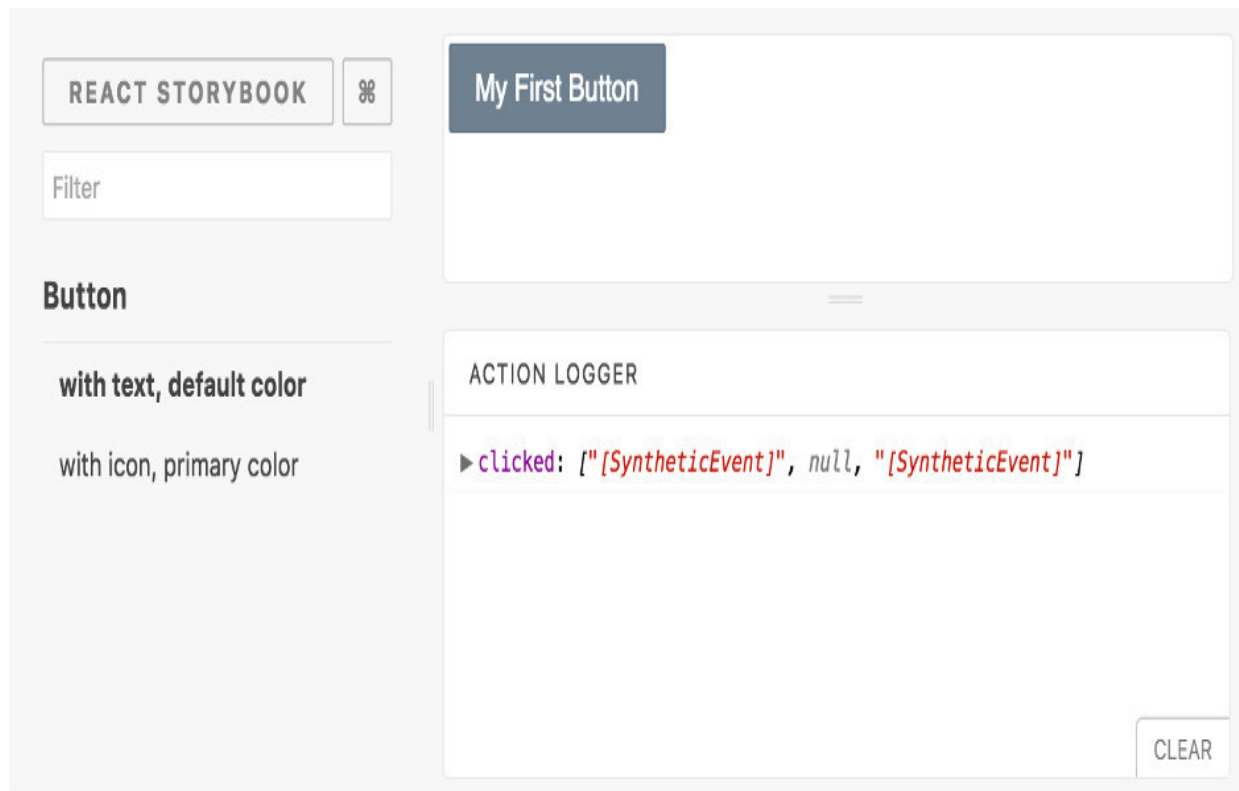 REACT STORYBOOK ⌘
Filter
Button
with text, default color
with icon, primary color
My First Button
ACTION LOGGER
▶clicked: ["[SyntheticEvent]", null, "[SyntheticEvent]"]
CLEAR